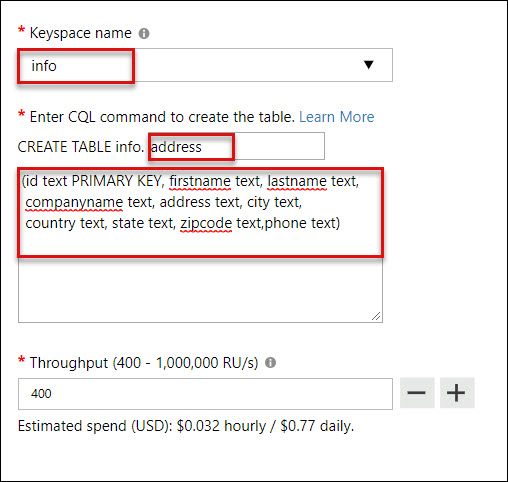 * Keyspace name
info
* Enter CQL command to create the table. Learn More
CREATE TABLE info. address
(id text PRIMARY KEY, firstname text, lastname text,
companyname text, address text, city text,
country text, state text, zipcode text,phone text)
* Throughput (400 - 1,000,000 RU/s)
400
Estimated spend (USD): $0.032 hourly / $0.77 daily.